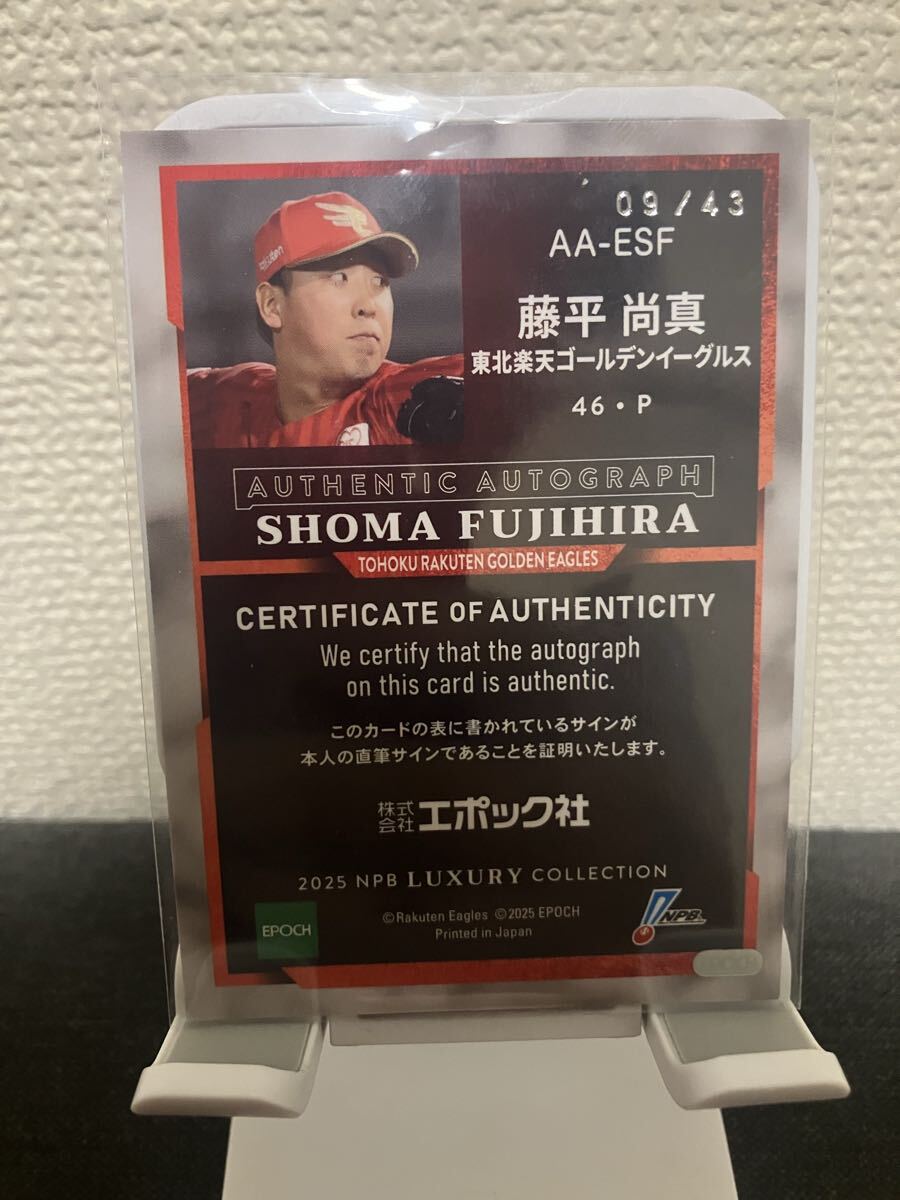 09/43
AA-ESF
藤平 尚真
東北楽天ゴールデンイーグルス
46・P
Rakuten
AUTHENTIC AUTOGRAPH
SHOMA FUJIHIRA
TOHOKU RAKUTEN GOLDEN EAGLES
CERTIFICATE OF AUTHENTICITY
We certify that the autograph
on this card is authentic.
このカードの表に書かれているサインが
本人の直筆サインであることを証明いたします。
株式会社 エポック社
2025 NPB LUXURY COLLECTION
©Rakuten Eagles ©2025 EPOCH
Printed in Japan
EPOCH
NPB